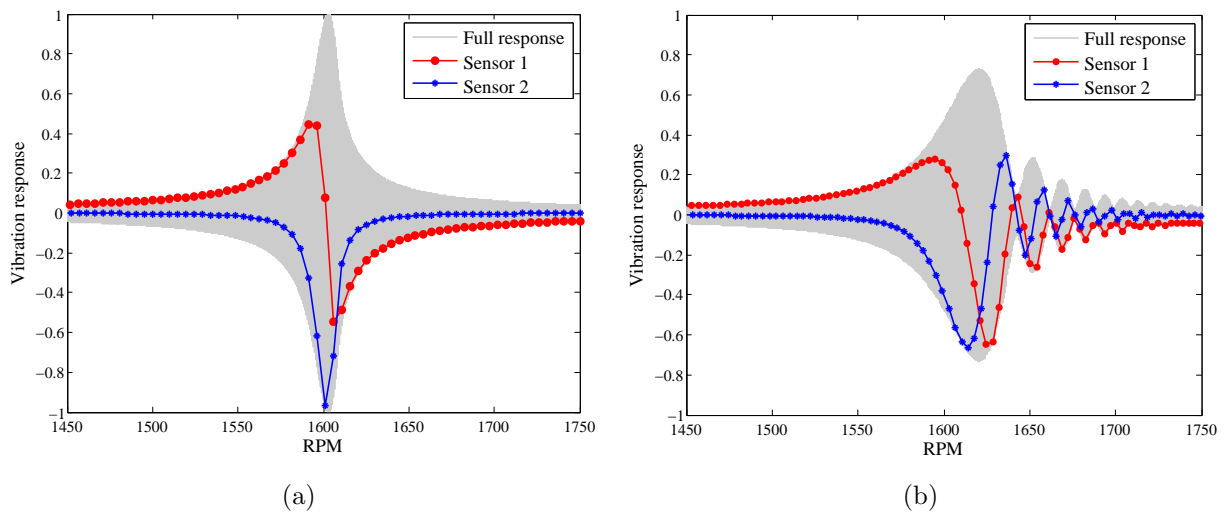 1
0.8
0.6
0.4
0.2
0
−0.2
−0.4
−0.6
−0.8
−1
Vibration response
1450 1500 1550 1600 1650 1700 1750
RPM
Full response
Sensor 1
Sensor 2
(a)
1
0.8
0.6
0.4
0.2
0
−0.2
−0.4
−0.6
−0.8
−1
Vibration response
1450 1500 1550 1600 1650 1700 1750
RPM
Full response
Sensor 1
Sensor 2
(b)